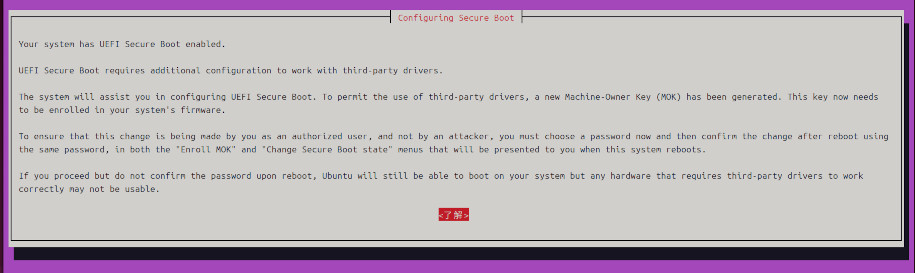 Configuring Secure Boot
Your system has UEFI Secure Boot enabled.
UEFI Secure Boot requires additional configuration to work with third-party drivers.
The system will assist you in configuring UEFI Secure Boot. To permit the use of third-party drivers, a new Machine-Owner Key (MOK) has been generated. This key now needs
to be enrolled in your system's firmware.
To ensure that this change is being made by you as an authorized user, and not by an attacker, you must choose a password now and then confirm the change after reboot using
the same password, in both the "Enroll MOK" and "Change Secure Boot state" menus that will be presented to you when this system reboots.
If you proceed but do not confirm the password upon reboot, Ubuntu will still be able to boot on your system but any hardware that requires third-party drivers to work
correctly may not be usable.
<了解>